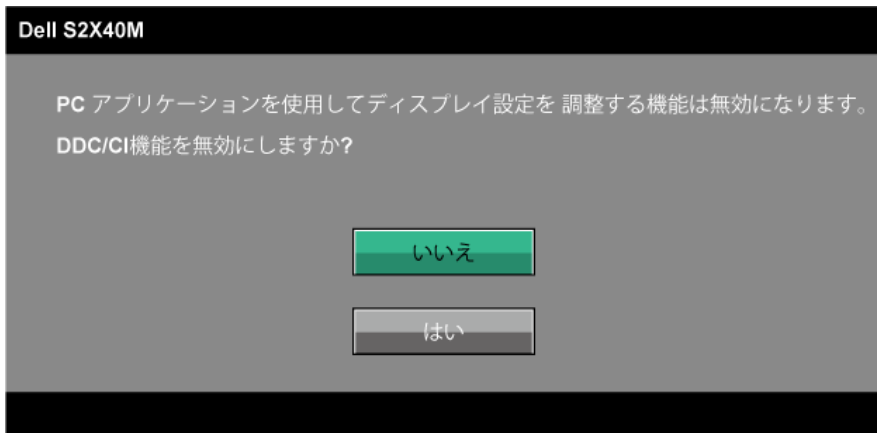 Dell S2X40M
PC アプリケーションを使用してディスプレイ設定を 調整する機能は無効になります。
DDC/CI機能を無効にしますか?
いいえ
はい